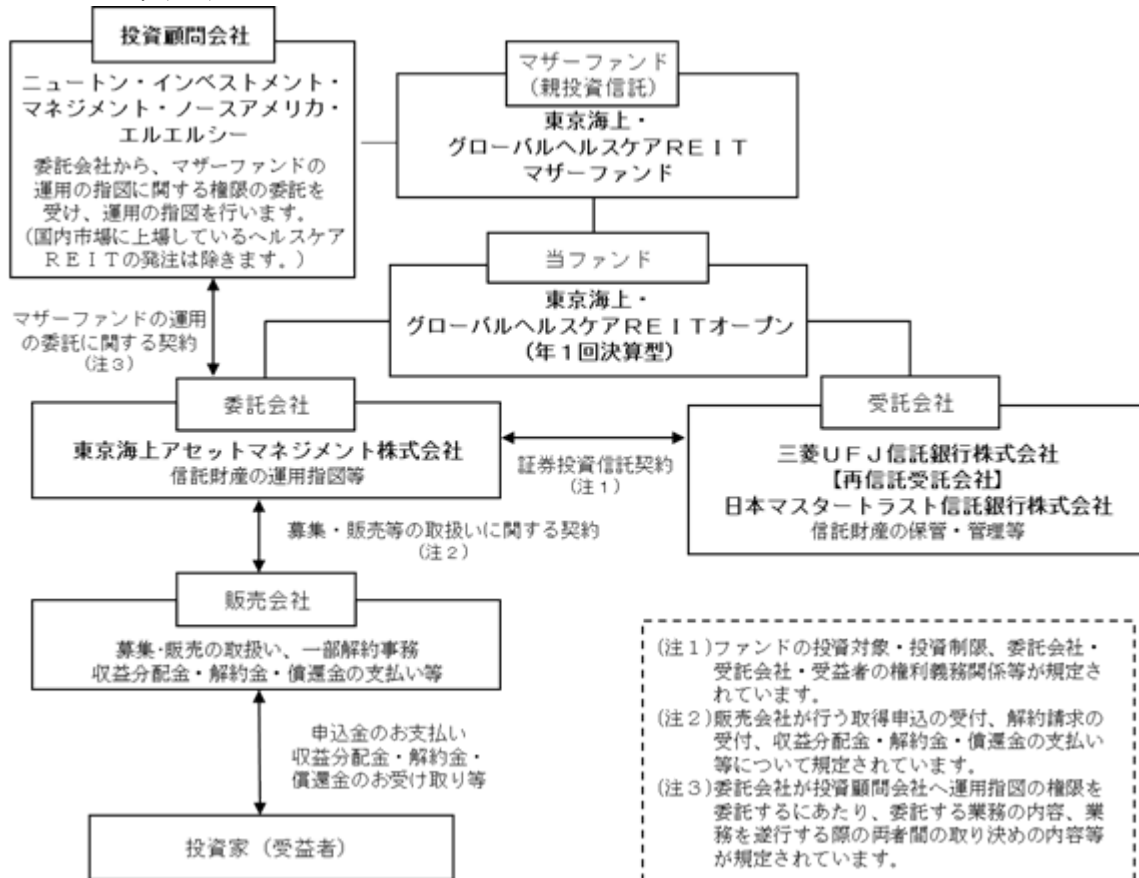 投資顧問会社
ニュートン・インベストメント・
マネジメント・ノースアメリカ・
エルエルシー
委託会社から、マザーファンドの
運用の指図に関する権限の委託を
受け、運用の指図を行います。
(国内市場に上場しているヘルスケア
ＲＥＩＴの発注は除きます。)
マザーファンド
(親投資信託)
東京海上・
グローバルヘルスケアＲＥＩＴ
マザーファンド
当ファンド
東京海上・
グローバルヘルスケアＲＥＩＴオープン
(年１回決算型)
マザーファンドの運用
の委託に関する契約
(注３)
委託会社
東京海上アセットマネジメント株式会社
信託財産の運用指図等
証券投資信託契約
(注１)
受託会社
三菱ＵＦＪ信託銀行株式会社
【再信託受託会社】
日本マスタートラスト信託銀行株式会社
信託財産の保管・管理等
募集・販売等の取扱いに関する契約
(注２)
販売会社
募集・販売の取扱い、一部解約事務
収益分配金・解約金・償還金の支払い等
申込金のお支払い
収益分配金・解約金・
償還金のお受け取り等
投資家（受益者）
(注１)ファンドの投資対象・投資制限、委託会社・
受託会社・受益者の権利義務関係等が規定さ
れています。
(注２)販売会社が行う取得申込の受付、解約請求の
受付、収益分配金・解約金・償還金の支払い
等について規定されています。
(注３)委託会社が投資顧問会社へ運用指図の権限を
委託するにあたり、委託する業務の内容、業
務を遂行する際の両者間の取り決めの内容等
が規定されています。